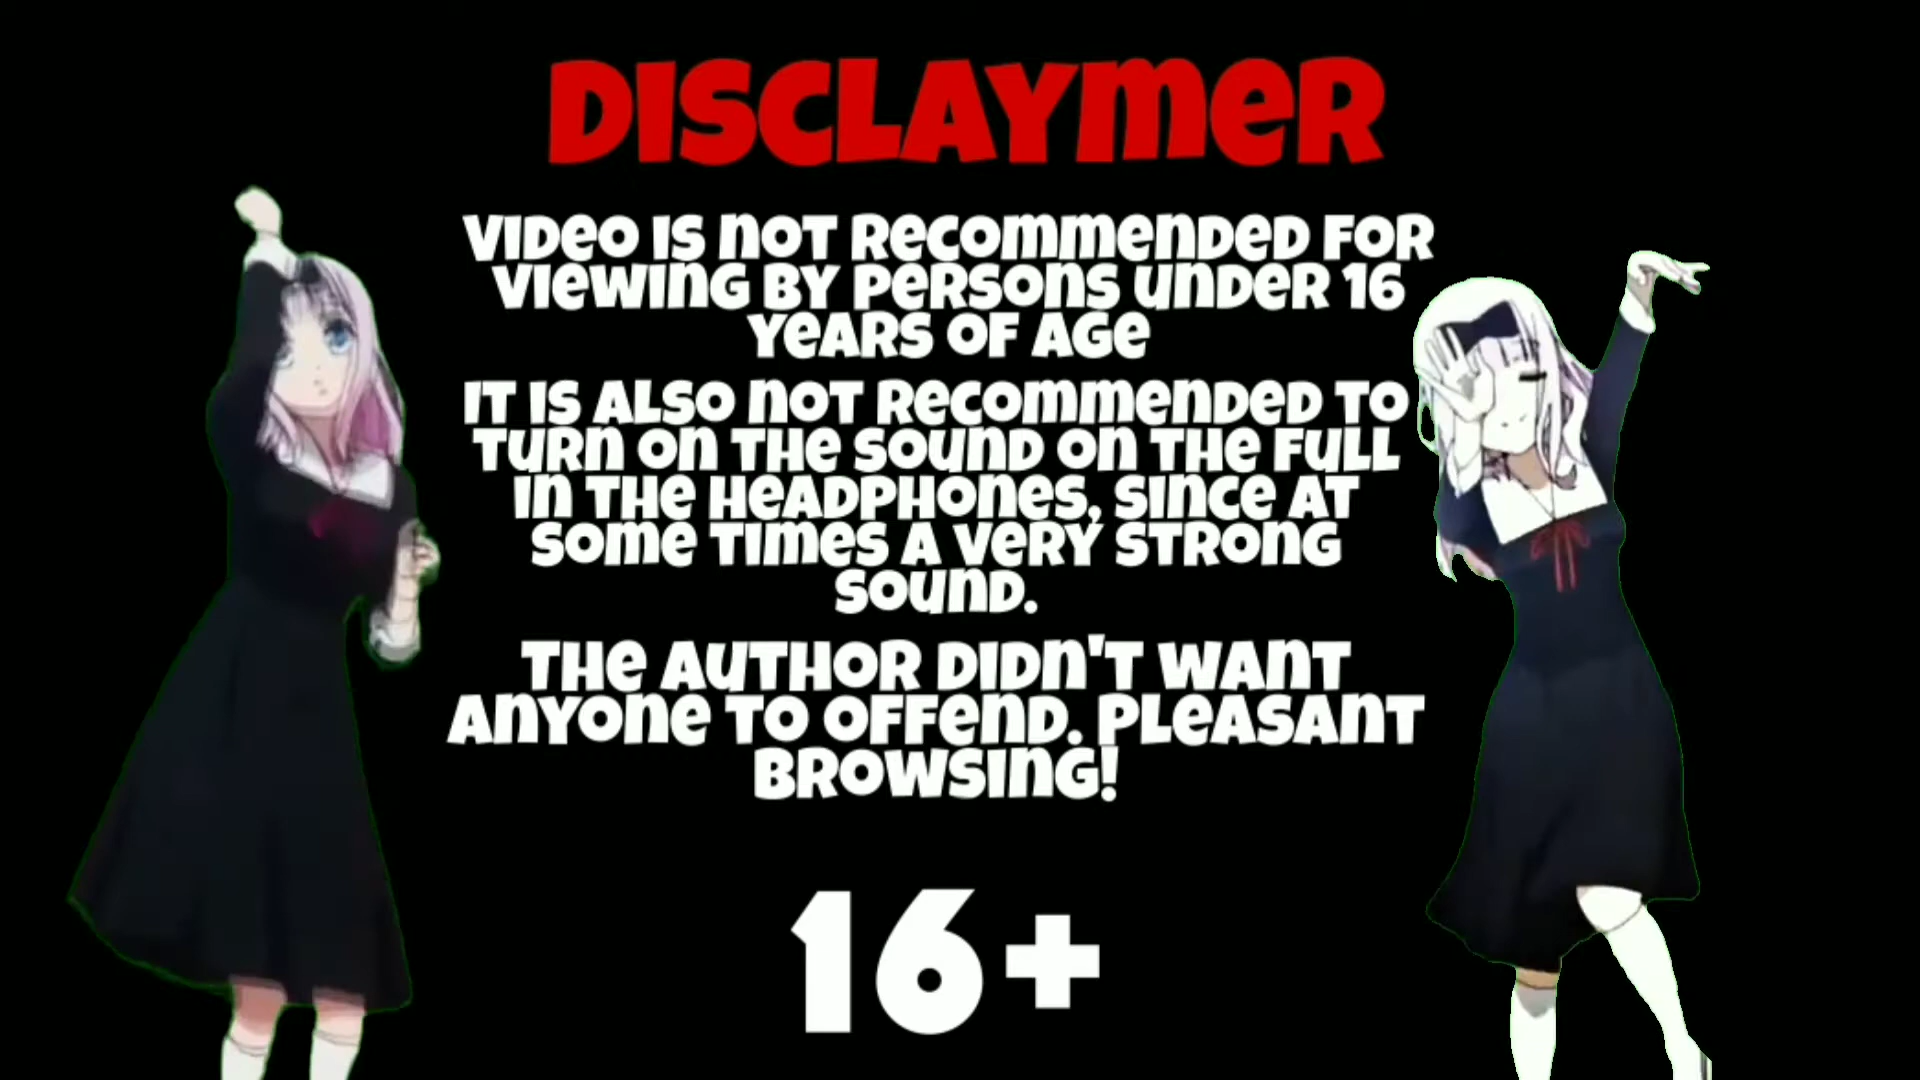 DISCLAYmeR
VIDeO IS nOT ReCOmmenDeD FOR
VIeWInG BY PeRSOnS unDeR 16
YeARS OF AGe
IT IS ALSO nOT ReCOmmenDeD TO
TuRn On THe SOunD On THe FuLL
In THe HeADPHOneS, SInCe AT
SOme TImeS A VeRY STROnG
SOunD.
THe AuTHOR DIDn'T WAnT
AnYOne TO OFFenD. PLeASAnT
BROWSInG!
16+